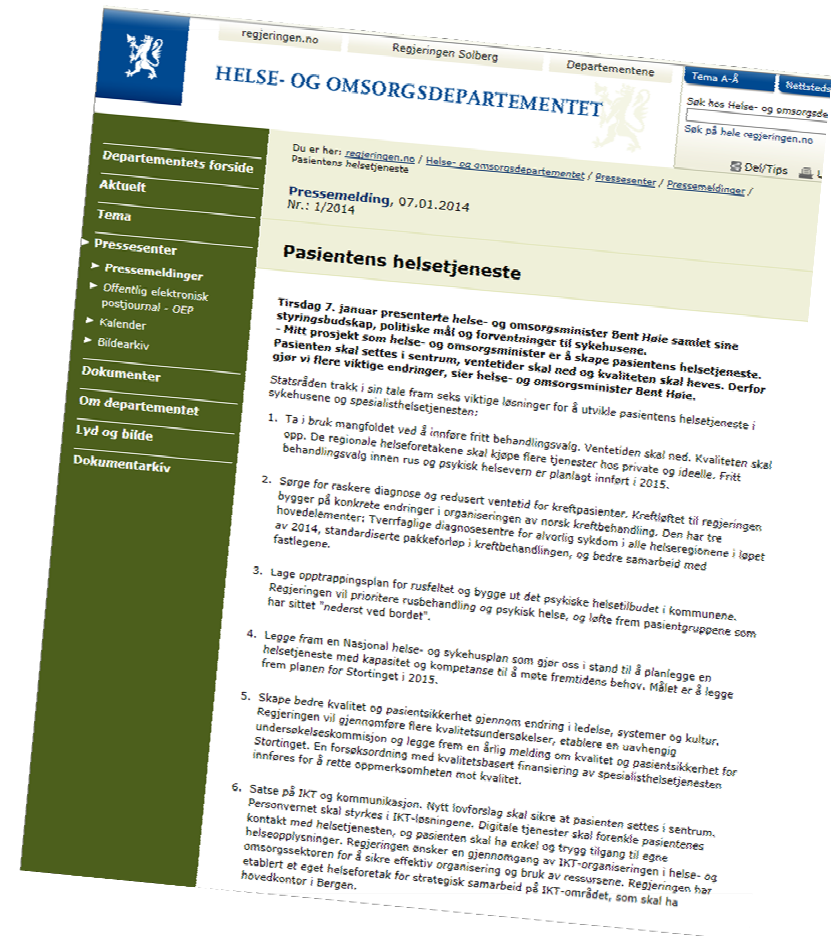 regjeringen.no
Regjeringen Solberg
Departementene
Tema A-Å
Nettsteds
HELSE- OG OMSORGSDEPARTEMENTET
Søk hos Helse- og omsorgsde
Søk på hele regjeringen.no
Del/Tips
Departementets forside
Aktuelt
Tema
Pressesenter
Pressemeldinger
Offentlig elektronisk
postjournal - OEP
Kalender
Bildearkiv
Dokumenter
Om departementet
Lyd og bilde
Dokumentarkiv
Du er her: regjeringen.no / Helse- og omsorgsdepartementet / Pressesenter / Pressemeldinger /
Pasientens helsetjeneste
Pressemelding, 07.01.2014
Nr.: 1/2014
Pasientens helsetjeneste
Tirsdag 7. januar presenterte helse- og omsorgsminister Bent Høie samlet sine
styringsbudskap, politiske mål og forventninger til sykehusene.
- Mitt prosjekt som helse- og omsorgsminister er å skape pasientens helsetjeneste.
Pasienten skal settes i sentrum, ventetider skal ned og kvaliteten skal heves. Derfor
gjør vi flere viktige endringer, sier helse- og omsorgsminister Bent Høie.
Statsråden trakk i sin tale fram seks viktige løsninger for å utvikle pasientens helsetjeneste i
sykehusene og spesialisthelsetjenesten:
1. Ta i bruk mangfoldet ved å innføre fritt behandlingsvalg. Ventetiden skal ned. Kvaliteten skal
opp. De regionale helseforetakene skal kjøpe flere tjenester hos private og ideelle. Fritt
behandlingsvalg innen rus og psykisk helsevern er planlagt innført i 2015.
2. Sørge for raskere diagnose og redusert ventetid for kreftpasienter. Kreftløftet til regjeringen
bygger på konkrete endringer i organiseringen av norsk kreftbehandling. Den har tre
hovedelementer: Tverrfaglige diagnosesentre for alvorlig sykdom i alle helseregionene i løpet
av 2014, standardiserte pakkeforløp i kreftbehandlingen, og bedre samarbeid med
fastlegene.
3. Lage opptrappingsplan for rusfeltet og bygge ut det psykiske helsetilbudet i kommunene.
Regjeringen vil prioritere rusbehandling og psykisk helse, og løfte frem pasientgruppene som
har sittet "nederst ved bordet".
4. Legge fram en Nasjonal helse- og sykehusplan som gjør oss i stand til å planlegge en
helsetjeneste med kapasitet og kompetanse til å møte fremtidens behov. Målet er å legge
frem planen for Stortinget i 2015.
5. Skape bedre kvalitet og pasientsikkerhet gjennom endring i ledelse, systemer og kultur.
Regjeringen vil gjennomføre flere kvalitetsundersøkelser, etablere en uavhengig
undersøkelseskommisjon og legge frem en årlig melding om kvalitet og pasientsikkerhet for
Stortinget. En forsøksordning med kvalitetsbasert finansiering av spesialisthelsetjenesten
innføres for å rette oppmerksomheten mot kvalitet.
6. Satse på IKT og kommunikasjon. Nytt lovforslag skal sikre at pasienten settes i sentrum.
Personvernet skal styrkes i IKT-løsningene. Digitale tjenester skal forenkle pasientenes
kontakt med helsetjenesten, og pasienten skal ha enkel og trygg tilgang til egne
helseopplysninger. Regjeringen ønsker en gjennomgang av IKT-organiseringen i helse- og
omsorgssektoren for å sikre effektiv organisering og bruk av ressursene. Regjeringen har
etablert et eget helseforetak for strategisk samarbeid på IKT-området, som skal ha
hovedkontor i Bergen.